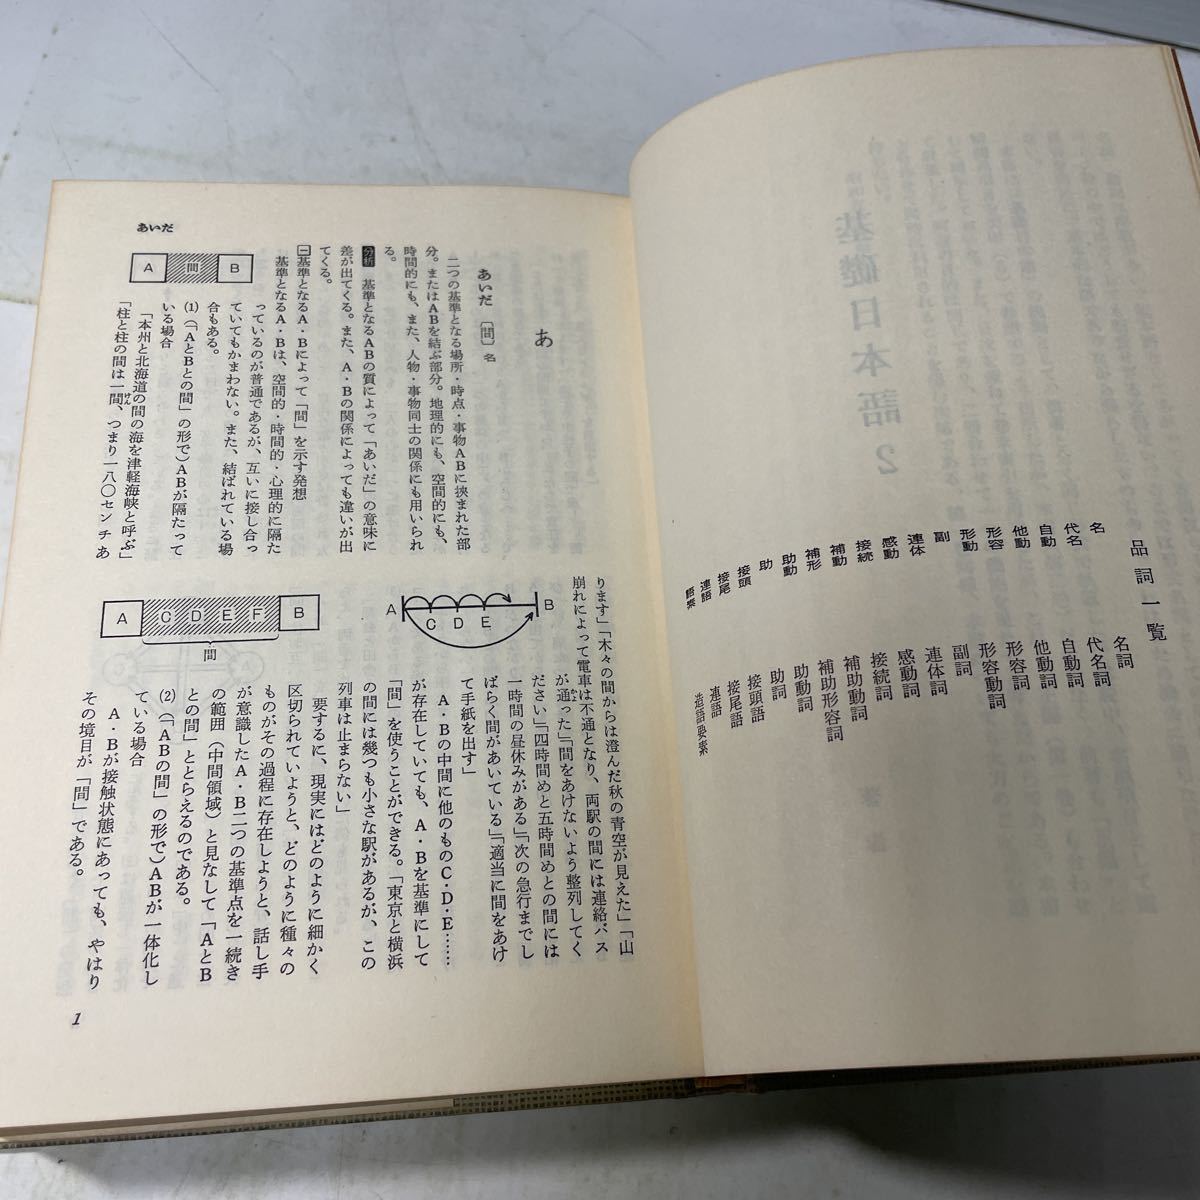 品詞一覧
名 名詞
代名 代名詞
自動 自動詞
他動 他動詞
形容 形容詞
形動 形容動詞
副 副詞
連体 連体詞
感動 感動詞
接続 接続詞
補動 補助動詞
補形 補助形容詞
助動 助動詞
助 助詞
接頭 接頭語
接尾 接尾語
連語 連語
語素 造語要素
基礎日本語 2
あいだ
あ
あいだ 〔間〕 名
二つの基準となる場所・時点・事物ABに挟まれた部
分。またはABを結ぶ部分。地理的にも、空間的にも、
時間的にも、また、人物・事物同士の関係にも用いられ
る。
分析 基準となるABの質によって「あいだ」の意味に
差が出てくる。また、A・Bの関係によっても違いが出
てくる。
一 基準となるA・Bによって「間」を示す発想
基準となるA・Bは、空間的・時間的・心理的に隔た
っているのが普通であるが、互いに接し合っ
ていてもかまわない。また、結ばれている場
合もある。
(1)(「AとBとの間」の形で)ABが隔たって
いる場合
「本州と北海道の間の海を津軽海峡と呼ぶ」
「柱と柱の間は一間、つまり一八〇センチあ
けん
A 間 B
ります」「木々の間からは澄んだ秋の青空が見えた」「山
崩れによって電車は不通となり、両駅の間には連絡バス
が通った」「間をあけないよう整列してく
ださい」「四時間めと五時間めとの間には
一時間の昼休みがある」「次の急行までし
ばらく間があいている」「適当に間をあけ
て手紙を出す」
A・Bの中間に他のものC・D・E……
が存在していても、A・Bを基準にして
「間」を使うことができる。「東京と横浜
の間には幾つも小さな駅があるが、この
列車は止まらない」
要するに、現実にはどのように細かく
区切られていようと、どのように種々の
ものがその過程に存在しようと、話し手
が意識したA・B二つの基準点を一続き
の範囲(中間領域)と見なして「AとB
との間」ととらえるのである。
(2)(「ABの間」の形で)ABが一体化し
ている場合
A・Bが接触状態にあっても、やはり
その境目が「間」である。
A C D E B
A C D E F B
間
1